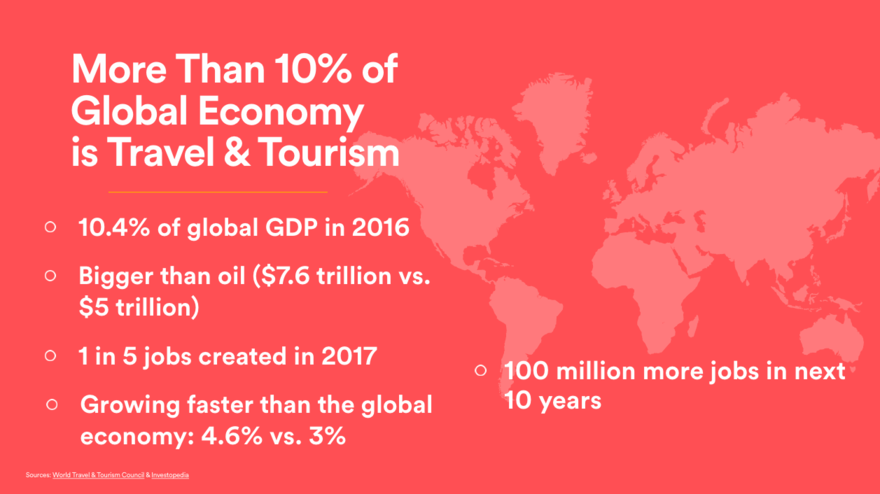 More Than 10% of
Global Economy
is Travel & Tourism
10.4% of global GDP in 2016
Bigger than oil ($7.6 trillion vs.
$5 trillion)
1 in 5 jobs created in 2017
Growing faster than the global
economy: 4.6% vs. 3%
100 million more jobs in next
10 years
Sources: World Travel & Tourism Council & Investopedia